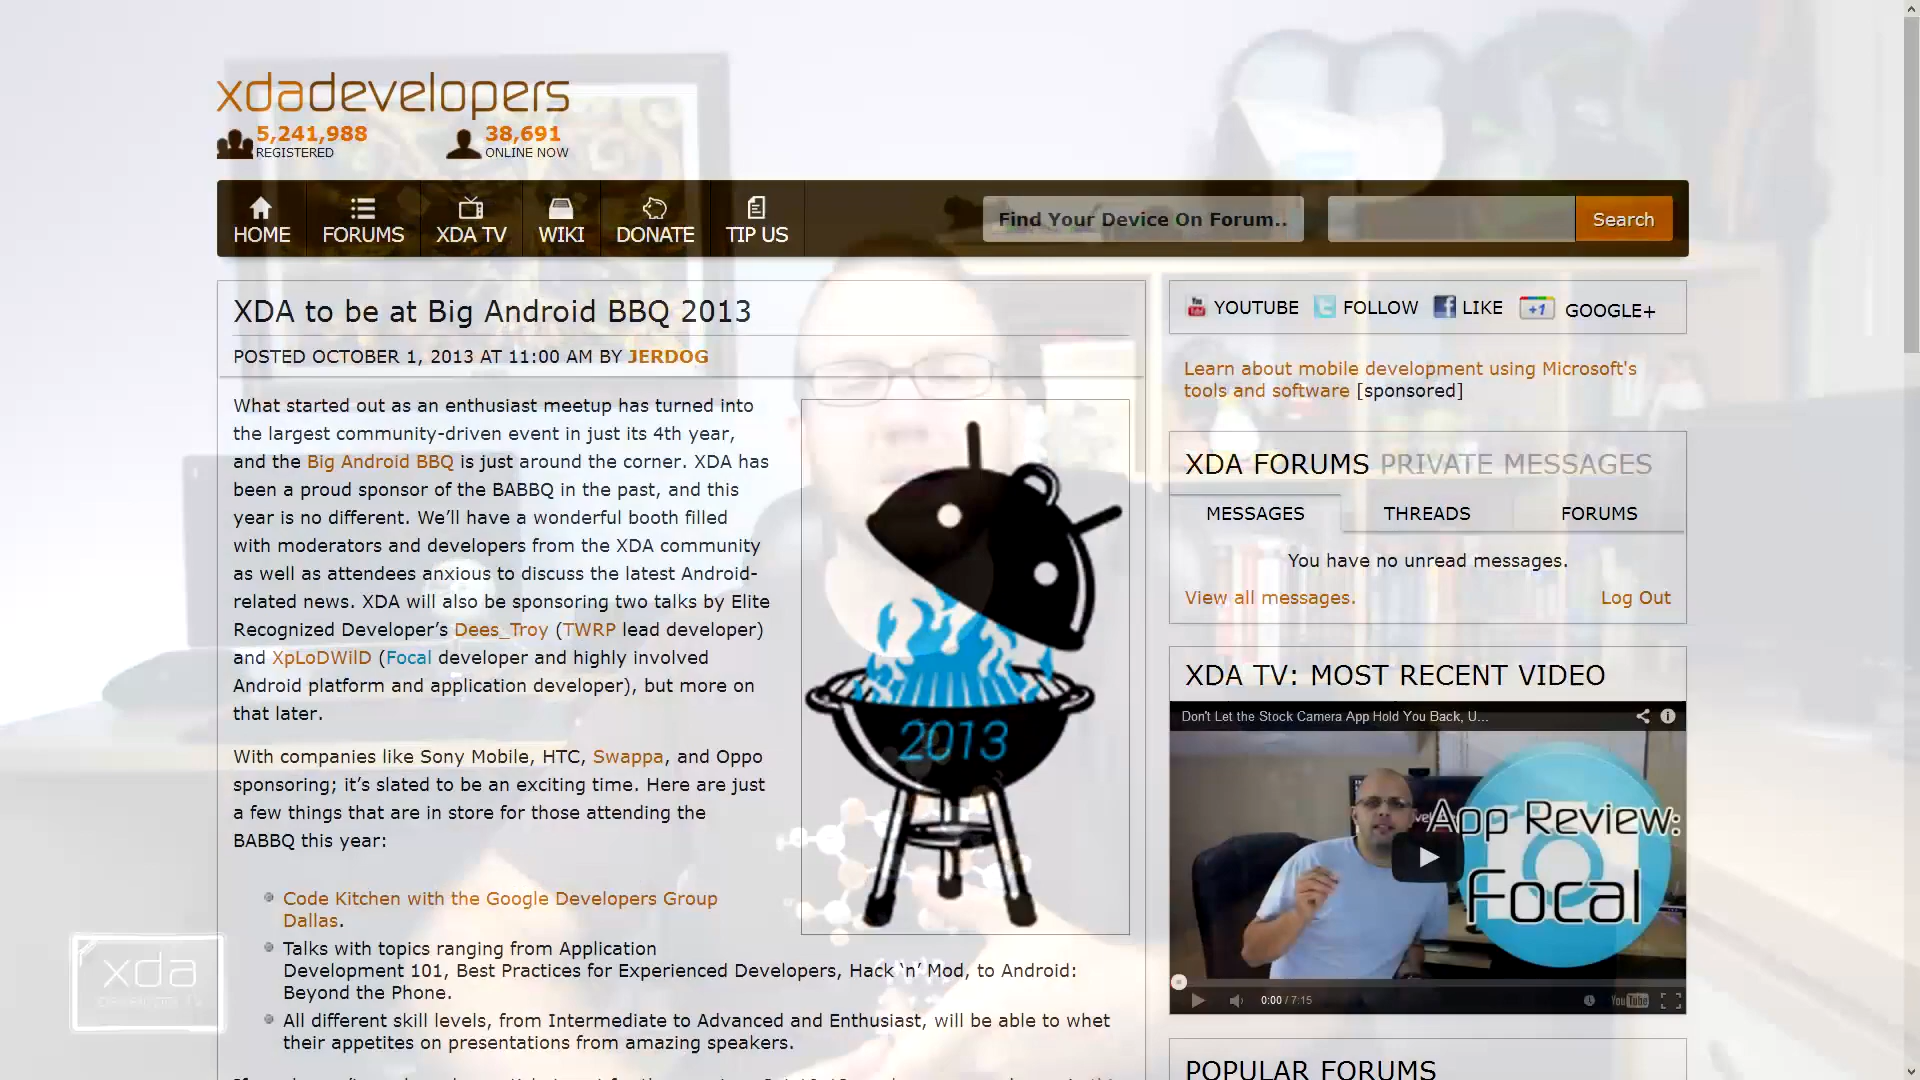 xdadevelopers
5,241,988
REGISTERED
38,691
ONLINE NOW
HOME
FORUMS
XDA TV
WIKI
DONATE
TIP US
Find Your Device On Forum..
Search
XDA to be at Big Android BBQ 2013
POSTED OCTOBER 1, 2013 AT 11:00 AM BY JERDOG
What started out as an enthusiast meetup has turned into
the largest community-driven event in just its 4th year,
and the Big Android BBQ is just around the corner. XDA has
been a proud sponsor of the BABBQ in the past, and this
year is no different. We’ll have a wonderful booth filled
with moderators and developers from the XDA community
as well as attendees anxious to discuss the latest Android-
related news. XDA will also be sponsoring two talks by Elite
Recognized Developer’s Dees_Troy (TWRP lead developer)
and XpLoDWilD (Focal developer and highly involved
Android platform and application developer), but more on
that later.
2013
With companies like Sony Mobile, HTC, Swappa, and Oppo
sponsoring; it’s slated to be an exciting time. Here are just
a few things that are in store for those attending the
BABBQ this year:
Code Kitchen with the Google Developers Group
Dallas.
Talks with topics ranging from Application
Development 101, Best Practices for Experienced Developers, Hack ‘n’ Mod, to Android:
Beyond the Phone.
All different skill levels, from Intermediate to Advanced and Enthusiast, will be able to whet
their appetites on presentations from amazing speakers.
YOUTUBE
FOLLOW
LIKE
+1
GOOGLE+
Learn about mobile development using Microsoft's
tools and software [sponsored]
XDA FORUMS PRIVATE MESSAGES
MESSAGES
THREADS
FORUMS
You have no unread messages.
View all messages.
Log Out
XDA TV: MOST RECENT VIDEO
Don't Let the Stock Camera App Hold You Back, U...
App Review:
Focal
0:00 / 7:15
YouTube
POPULAR FORUMS
xda